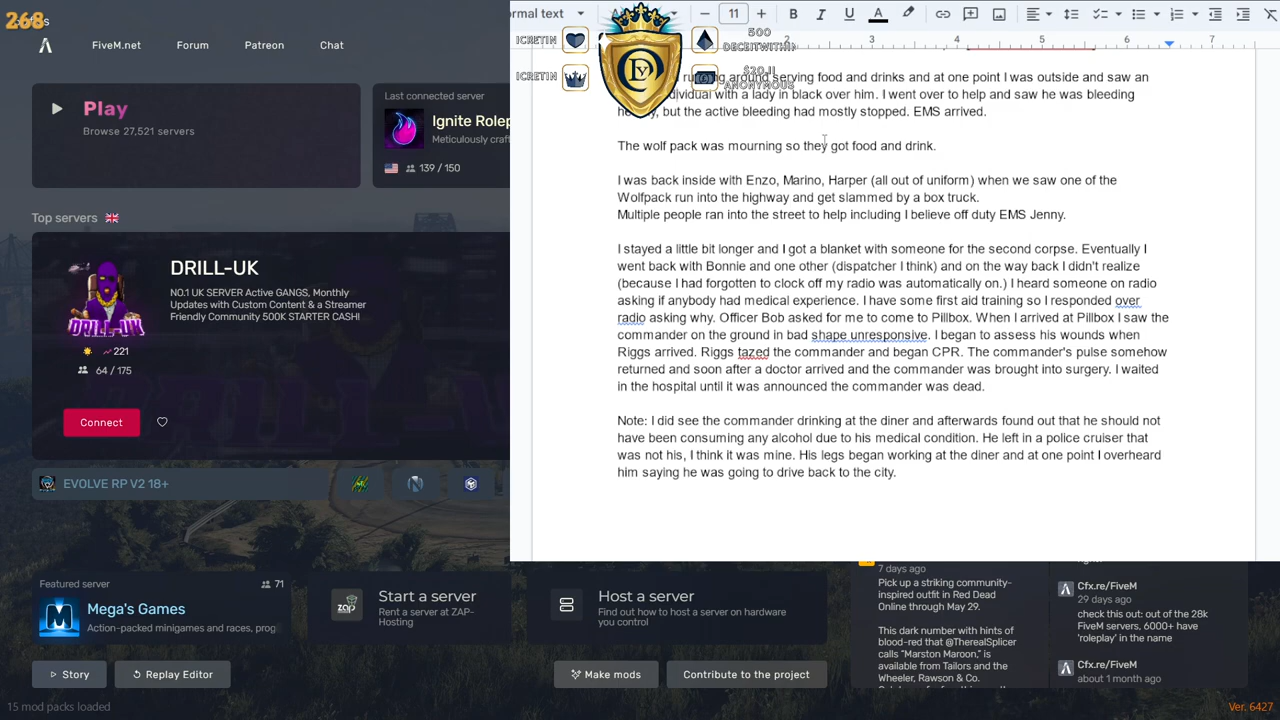 268
FiveM.net
Forum
Patreon
Chat
Play
Browse 27,521 servers
Last connected server
Ignite Rolep
Meticulously craf
139 / 150
Top servers
DRILL-UK
NO.1 UK SERVER Active GANGS, Monthly
Updates with Custom Content & a Streamer
Friendly Community 500K STARTER CASH!
DRILL-UK
221
64 / 175
Connect
EVOLVE RP V2 18+
Featured server
71
Mega's Games
Action-packed minigames and races, prog
Start a server
Rent a server at ZAP-
Hosting
zap
Host a server
Find out how to host a server on hardware
you control
Story
Replay Editor
Make mods
Contribute to the project
15 mod packs loaded
Ver. 6427
ormal text
11
ICRETIN
ICRETIN
500
DECEITWITHIN
$20.11
ANONYMOUS
2
3
4
5
6
7
around serving food and drinks and at one point I was outside and saw an
dividual with a lady in black over him. I went over to help and saw he was bleeding
but the active bleeding had mostly stopped. EMS arrived.
The wolf pack was mourning so they got food and drink.
I was back inside with Enzo, Marino, Harper (all out of uniform) when we saw one of the
Wolfpack run into the highway and get slammed by a box truck.
Multiple people ran into the street to help including I believe off duty EMS Jenny.
I stayed a little bit longer and I got a blanket with someone for the second corpse. Eventually I
went back with Bonnie and one other (dispatcher I think) and on the way back I didn't realize
(because I had forgotten to clock off my radio was automatically on.) I heard someone on radio
asking if anybody had medical experience. I have some first aid training so I responded over
radio asking why. Officer Bob asked for me to come to Pillbox. When I arrived at Pillbox I saw the
commander on the ground in bad shape unresponsive. I began to assess his wounds when
Riggs arrived. Riggs tazed the commander and began CPR. The commander's pulse somehow
returned and soon after a doctor arrived and the commander was brought into surgery. I waited
in the hospital until it was announced the commander was dead.
Note: I did see the commander drinking at the diner and afterwards found out that he should not
have been consuming any alcohol due to his medical condition. He left in a police cruiser that
was not his, I think it was mine. His legs began working at the diner and at one point I overheard
him saying he was going to drive back to the city.
7 days ago
Pick up a striking community-
inspired outfit in Red Dead
Online through May 29.
This dark number with hints of
blood-red that @TherealSplicer
calls “Marston Maroon,” is
available from Tailors and the
Wheeler, Rawson & Co.
Cfx.re/FiveM
29 days ago
check this out: out of the 28k
FiveM servers, 6000+ have
'roleplay' in the name
Cfx.re/FiveM
about 1 month ago